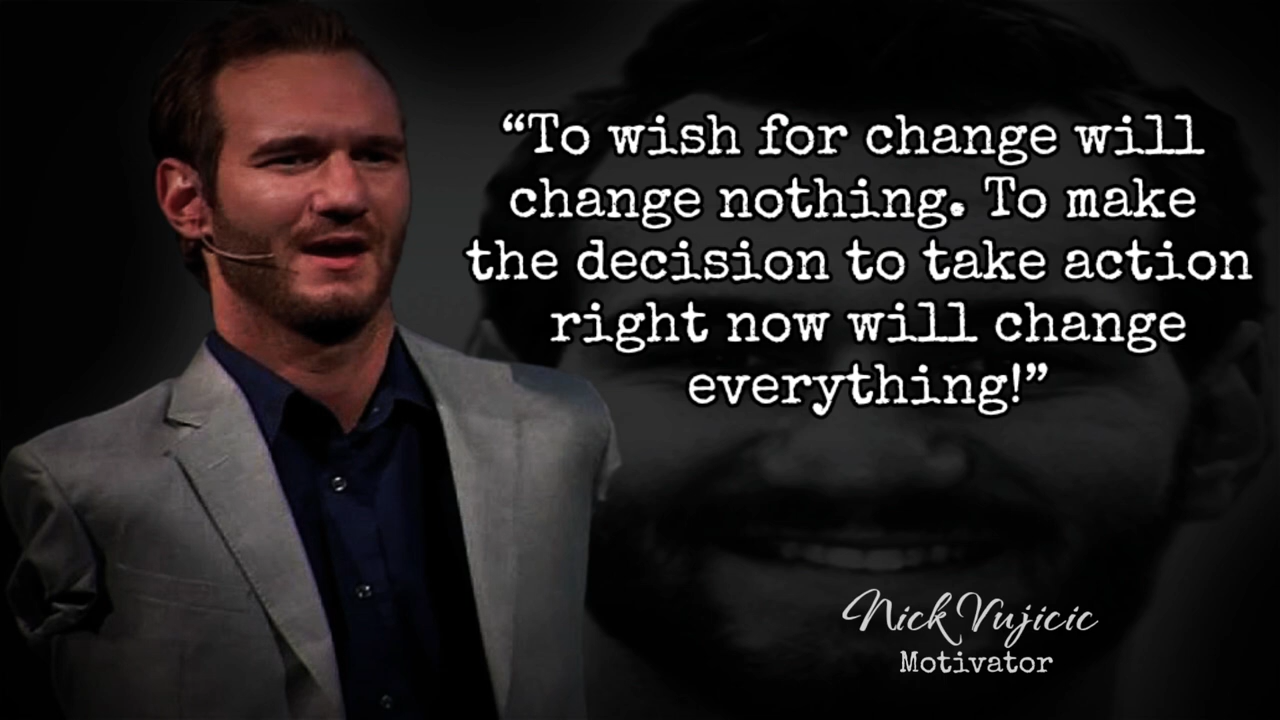 “To wish for change will
change nothing. To make
the decision to take action
right now will change
everything!”
Nick Vujicic
Motivator